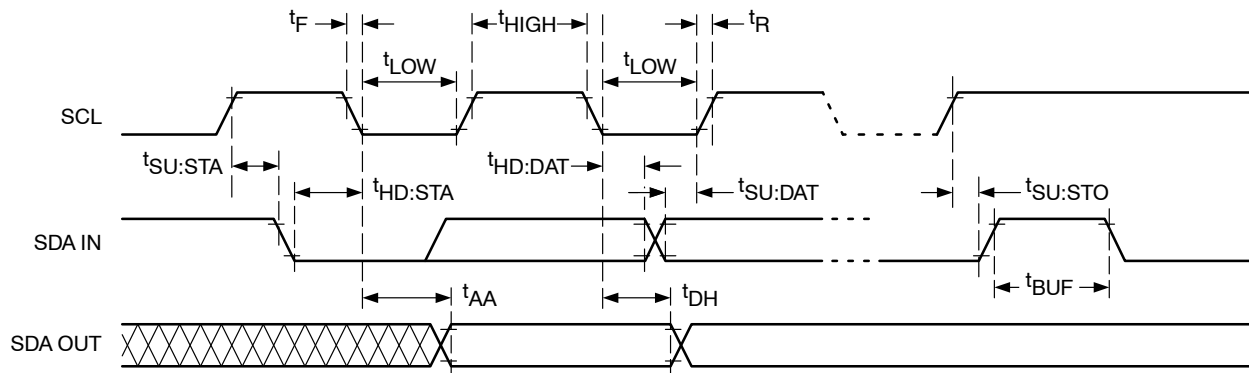 tF
tHIGH
tR
tLOW
tLOW
SCL
tSU:STA
tHD:STA
tHD:DAT
tSU:DAT
tSU:STO
SDA IN
tBUF
tAA
tDH
SDA OUT